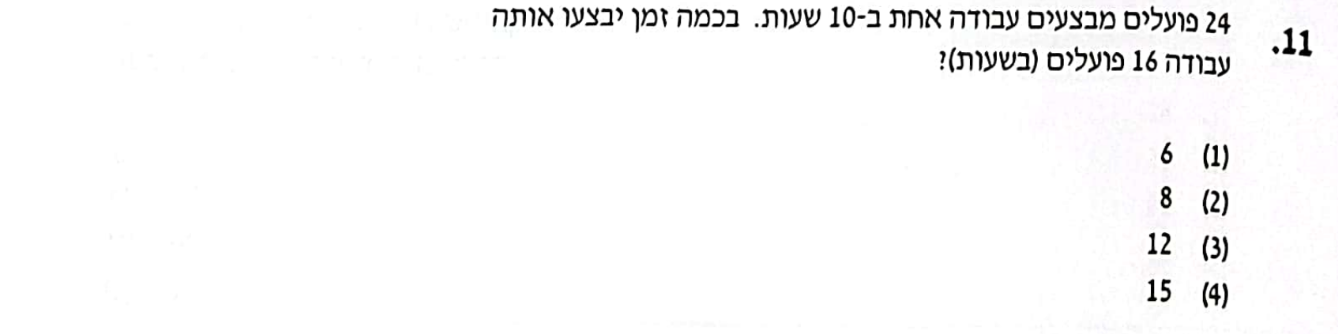 11. 24 פועלים מבצעים עבודה אחת ב-10 שעות. בכמה זמן יבצעו אותה
עבודה 16 פועלים (בשעות)?
(1) 6
(2) 8
(3) 12
(4) 15